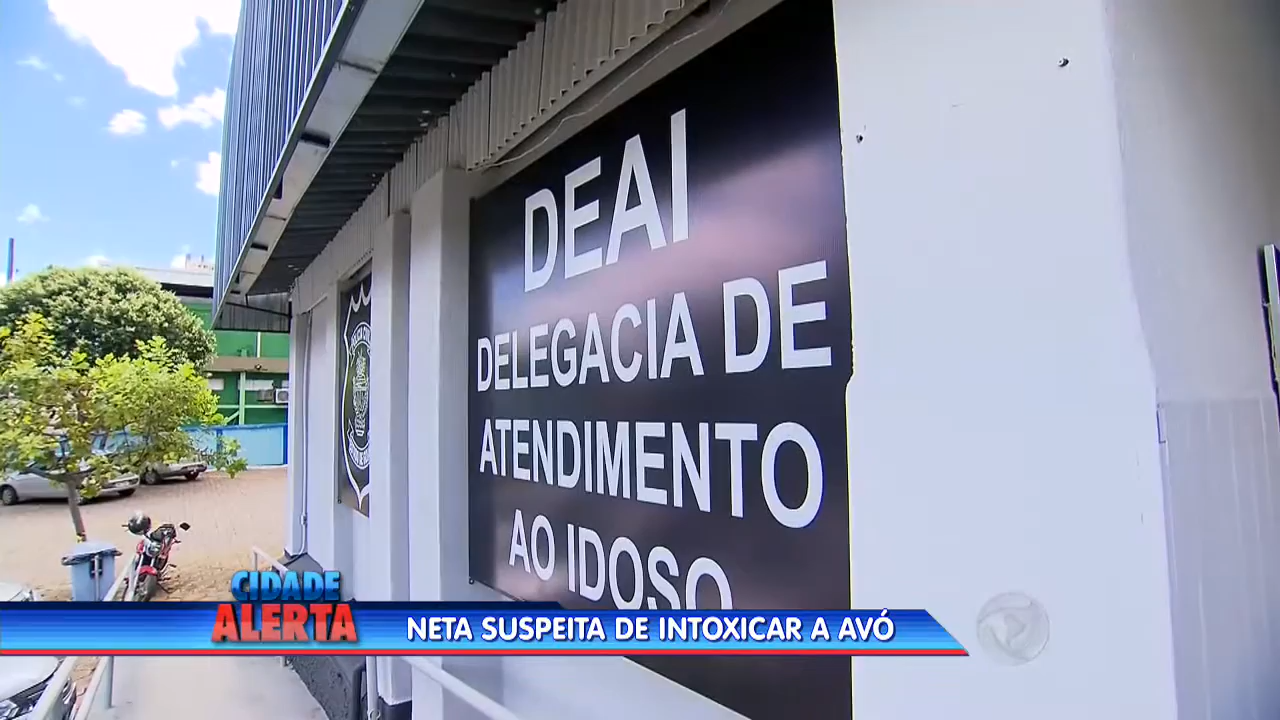 DEAI
DELEGACIA DE
ATENDIMENTO
AO IDOSO
CIDADE
ALERTA
NETA SUSPEITA DE INTOXICAR A AVÓ